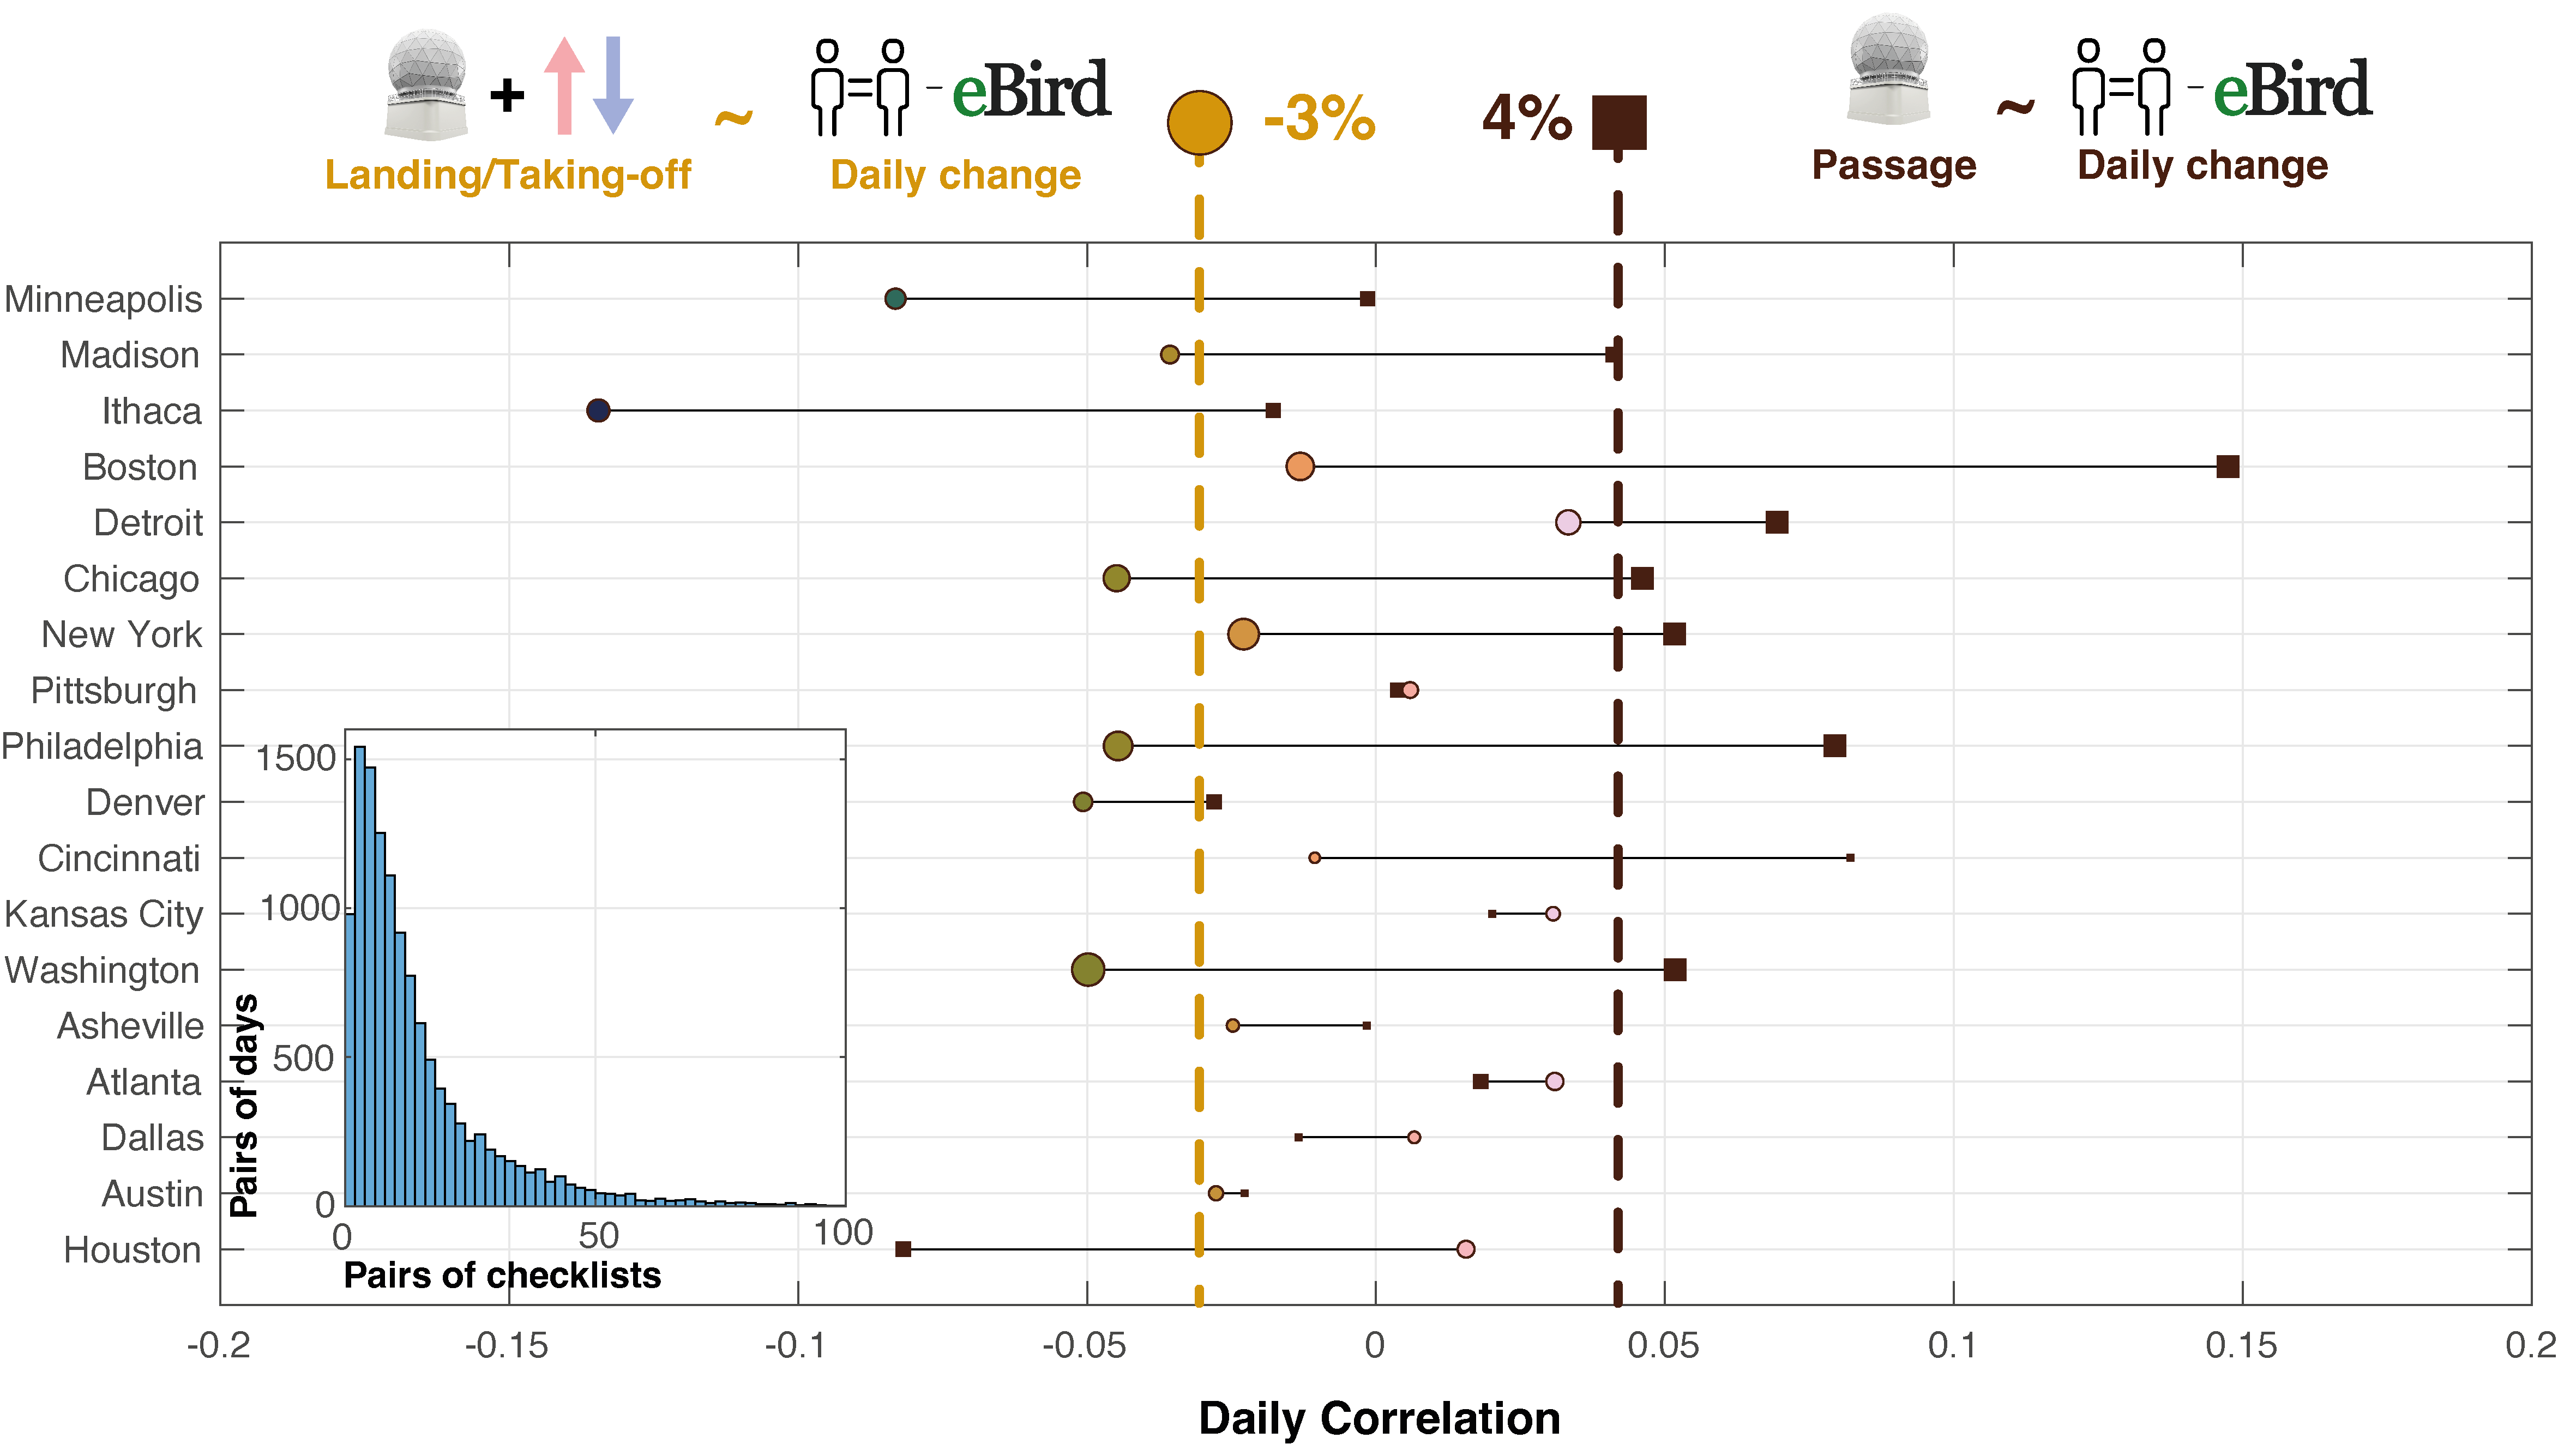 +
~
= - eBird
-3%
4%
~
= - eBird
Landing/Taking-off
Daily change
Passage
Daily change
Minneapolis
Madison
Ithaca
Boston
Detroit
Chicago
New York
Pittsburgh
Philadelphia
Denver
Cincinnati
Kansas City
Washington
Asheville
Atlanta
Dallas
Austin
Houston
1500
1000
500
0
Pairs of days
0 50 100
Pairs of checklists
-0.2 -0.15 -0.1 -0.05 0 0.05 0.1 0.15 0.2
Daily Correlation